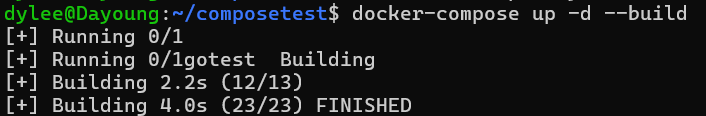 dylee@Dayoung:~/composetest$ docker-compose up -d --build
[+] Running 0/1
[+] Running 0/1gotest  Building
[+] Building 2.2s (12/13)
[+] Building 4.0s (23/23) FINISHED